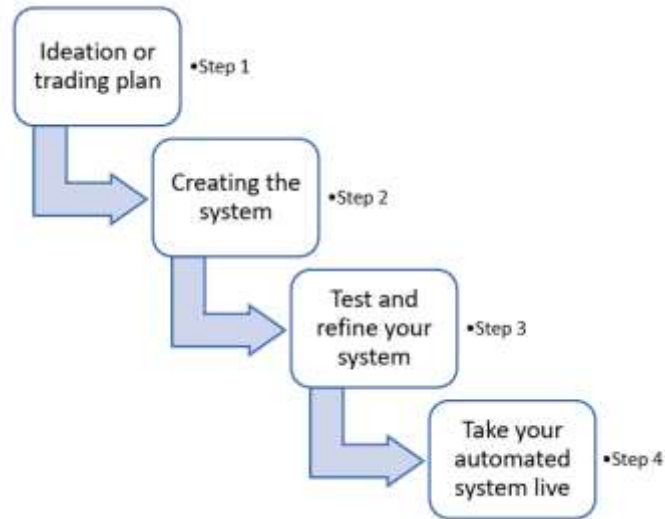 Ideation or
trading plan
•Step 1
Creating the
system
•Step 2
Test and
refine your
system
•Step 3
Take your
automated
system live
•Step 4